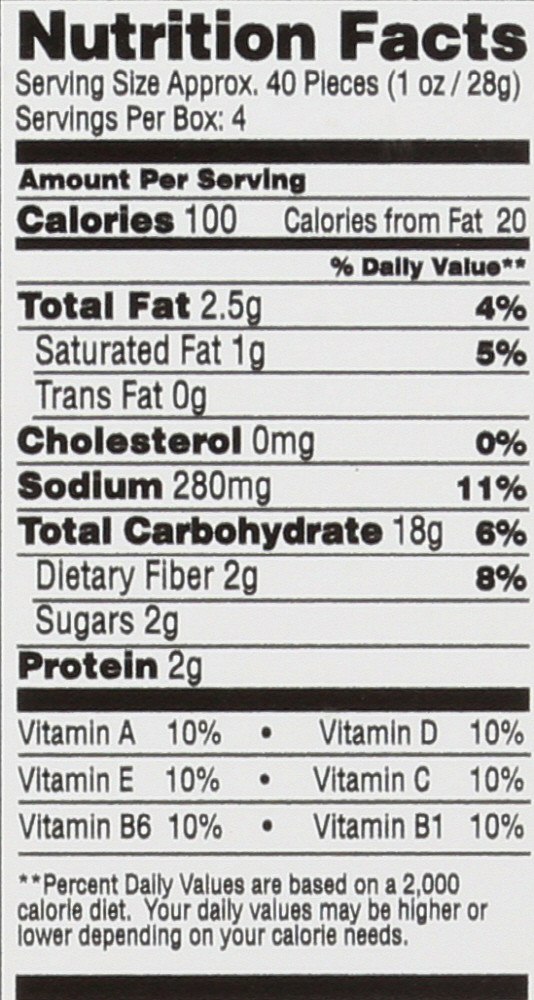 Nutrition Facts
Serving Size Approx. 40 Pieces (1 oz / 28g)
Servings Per Box: 4
Amount Per Serving
Calories 100 Calories from Fat 20
% Daily Value**
Total Fat 2.5g 4%
Saturated Fat 1g 5%
Trans Fat 0g
Cholesterol 0mg 0%
Sodium 280mg 11%
Total Carbohydrate 18g 6%
Dietary Fiber 2g 8%
Sugars 2g
Protein 2g
Vitamin A 10% • Vitamin D 10%
Vitamin E 10% • Vitamin C 10%
Vitamin B6 10% • Vitamin B1 10%
**Percent Daily Values are based on a 2,000
calorie diet. Your daily values may be higher or
lower depending on your calorie needs.